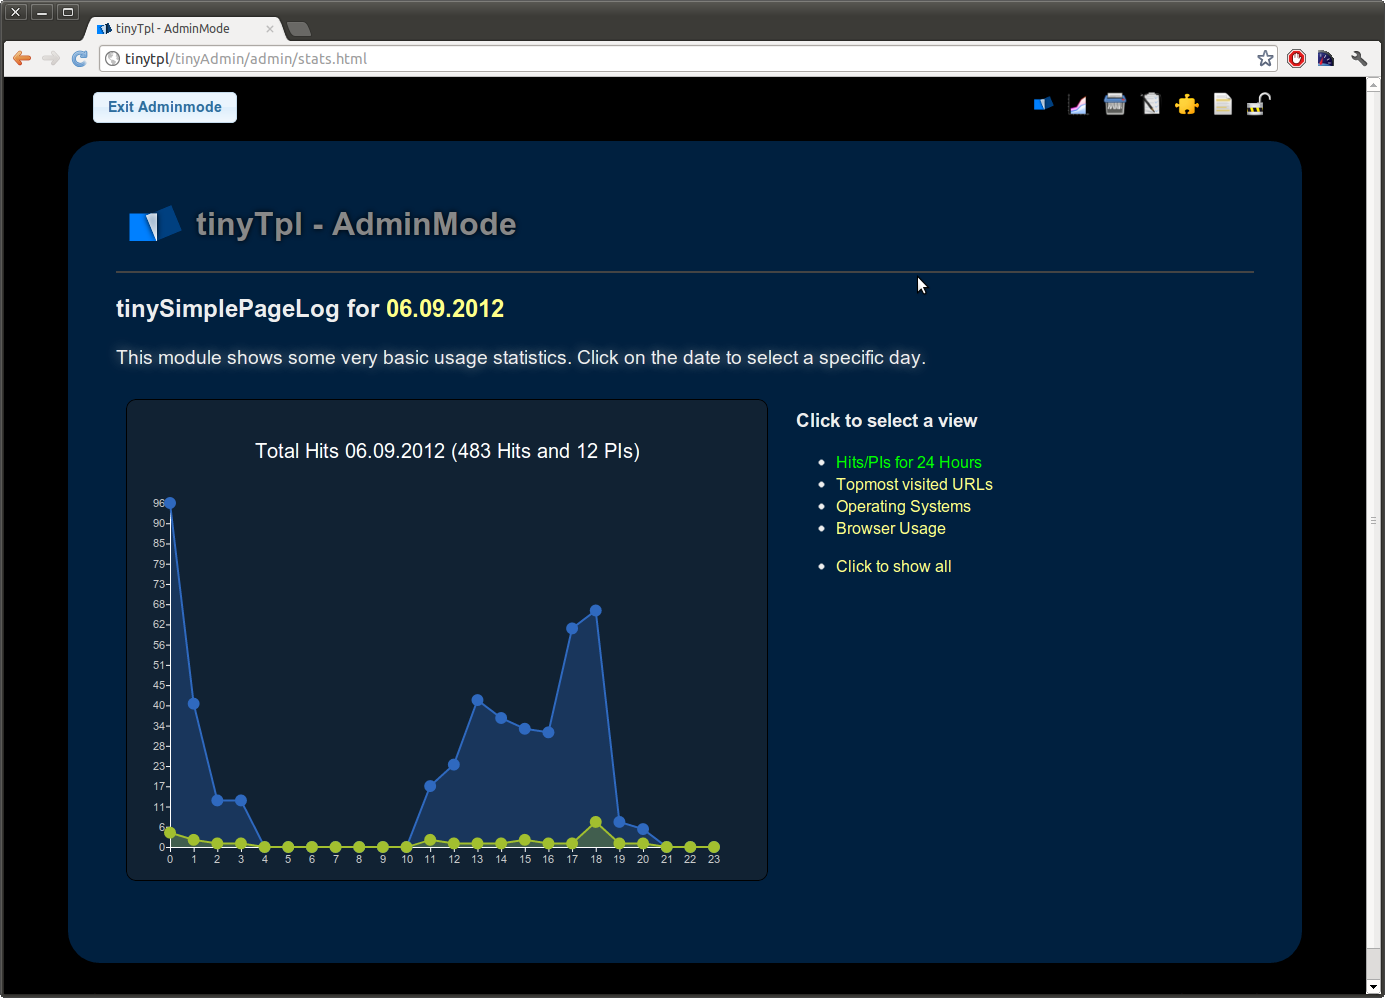 tinyTpl - AdminMode
tinytpl/tinyAdmin/admin/stats.html
Exit Adminmode
tinyTpl - AdminMode
tinySimplePageLog for 06.09.2012
This module shows some very basic usage statistics. Click on the date to select a specific day.
Total Hits 06.09.2012 (483 Hits and 12 PIs)
96
90
85
79
73
68
62
56
51
45
40
34
28
23
17
11
6
0
0 1 2 3 4 5 6 7 8 9 10 11 12 13 14 15 16 17 18 19 20 21 22 23
Click to select a view
Hits/PIs for 24 Hours
Topmost visited URLs
Operating Systems
Browser Usage
Click to show all